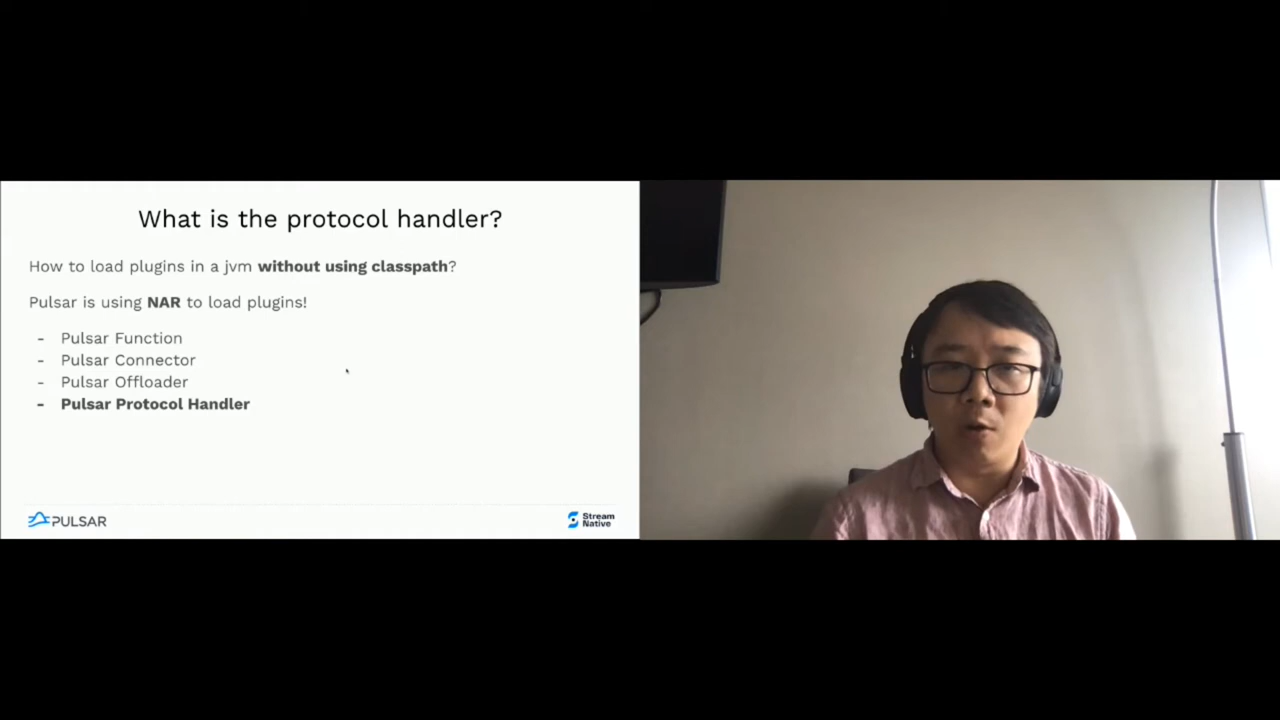 What is the protocol handler?
How to load plugins in a jvm without using classpath?
Pulsar is using NAR to load plugins!
- Pulsar Function
- Pulsar Connector
- Pulsar Offloader
- Pulsar Protocol Handler
PULSAR
Stream
Native